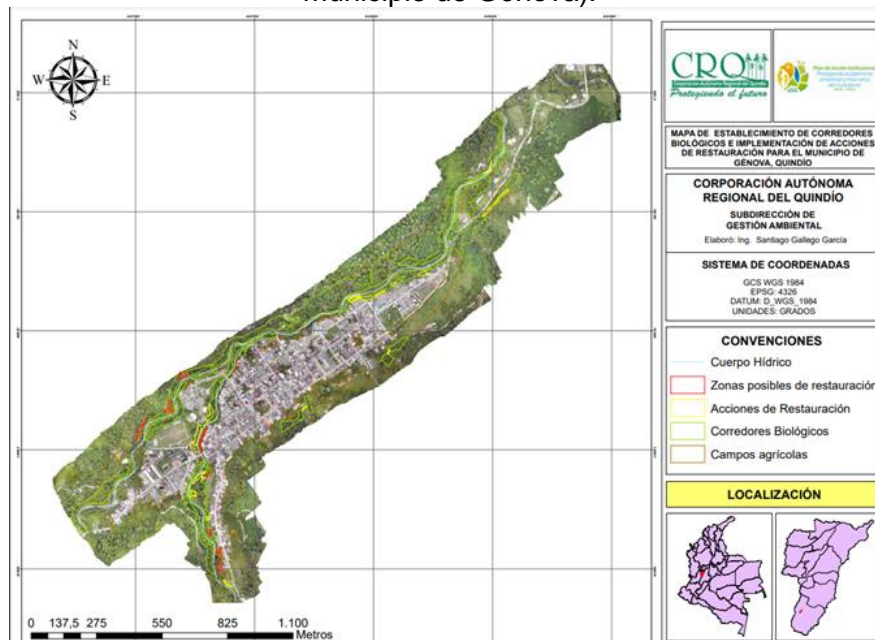 municipio de Génova).
N
W
E
S
CRQ
Corporación Autónoma Regional del Quindío
Protegiendo el futuro
Plan de Acción Institucional
MAPA DE ESTABLECIMIENTO DE CORREDORES
BIOLÓGICOS E IMPLEMENTACIÓN DE ACCIONES
DE RESTAURACIÓN PARA EL MUNICIPIO DE
GÉNOVA, QUINDÍO
CORPORACIÓN AUTÓNOMA
REGIONAL DEL QUINDÍO
SUBDIRECCIÓN DE
GESTIÓN AMBIENTAL
Elaboró: Ing. Santiago Gallego García
SISTEMA DE COORDENADAS
GCS WGS 1984
EPSG: 4326
DATUM: D_WGS_1984
UNIDADES: GRADOS
CONVENCIONES
Cuerpo Hídrico
Zonas posibles de restauración
Acciones de Restauración
Corredores Biológicos
Campos agrícolas
LOCALIZACIÓN
0 137,5 275 550 825 1.100
Metros